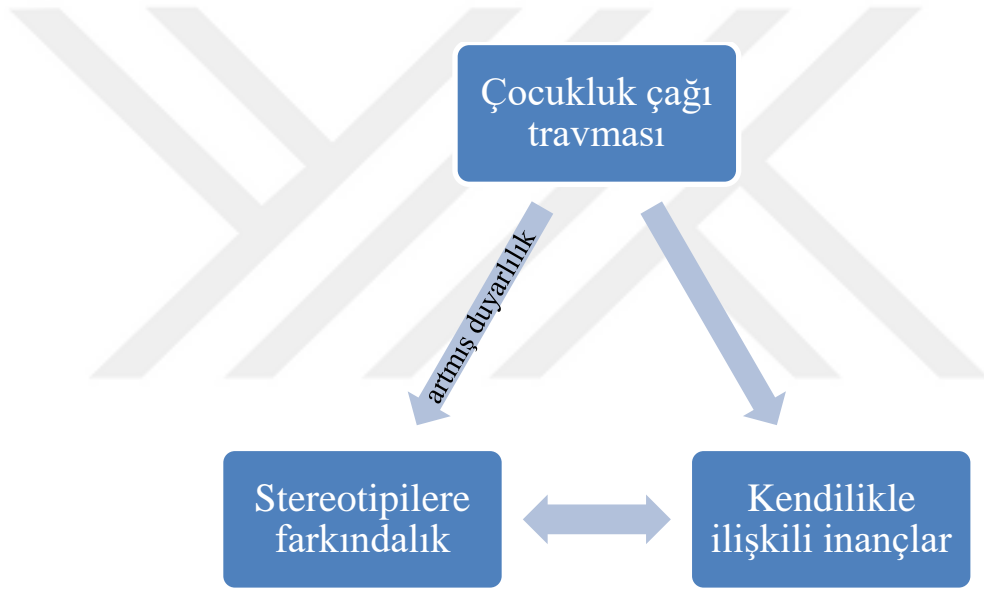 Çocukluk çağı
travması
artmış duyarlılık
Stereotipilere
farkındalık
Kendilikle
ilişkili inançlar